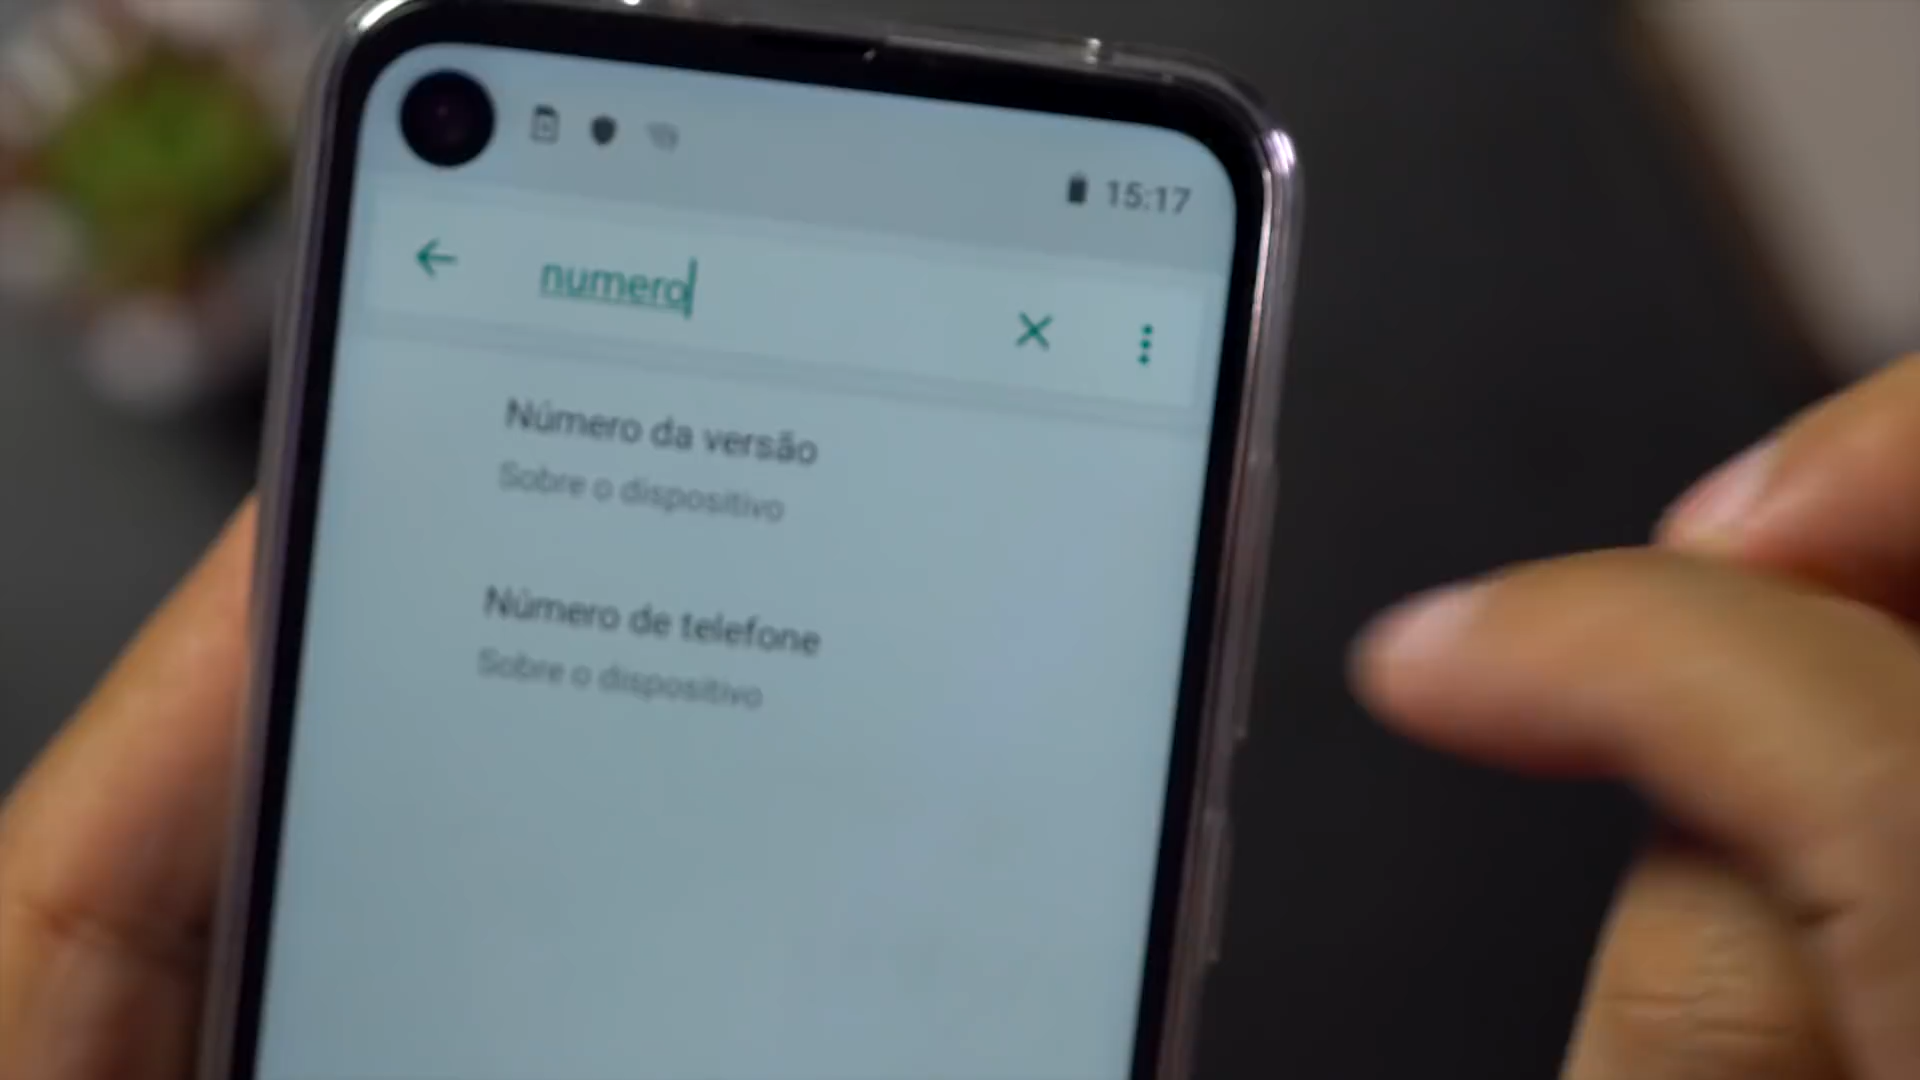 15:17
numero
Número da versão
Sobre o dispositivo
Número de telefone
Sobre o dispositivo